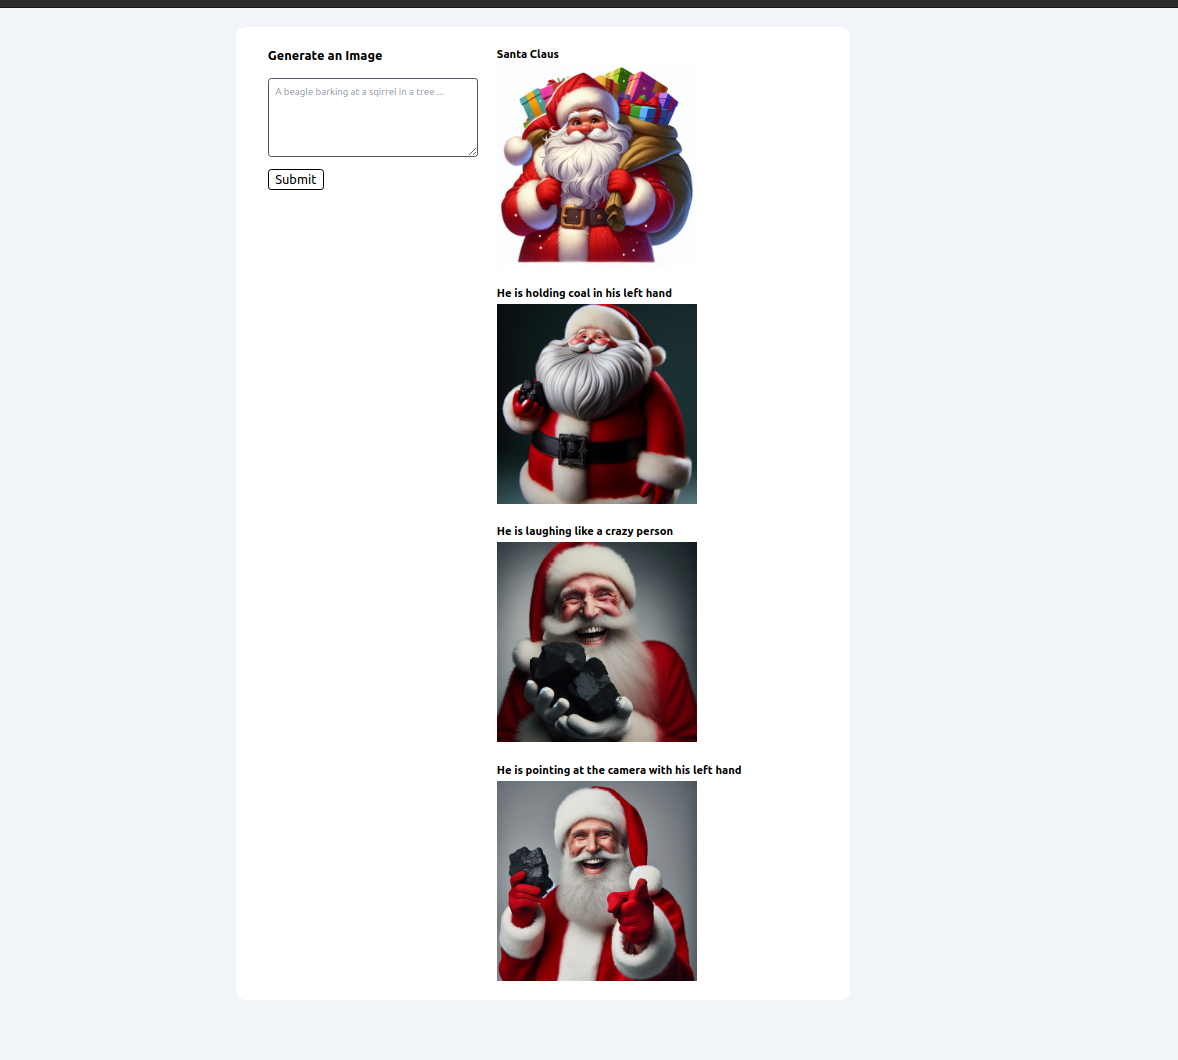 Generate an Image
A beagle barking at a sqirrel in a tree ...
Submit
Santa Claus
He is holding coal in his left hand
He is laughing like a crazy person
He is pointing at the camera with his left hand